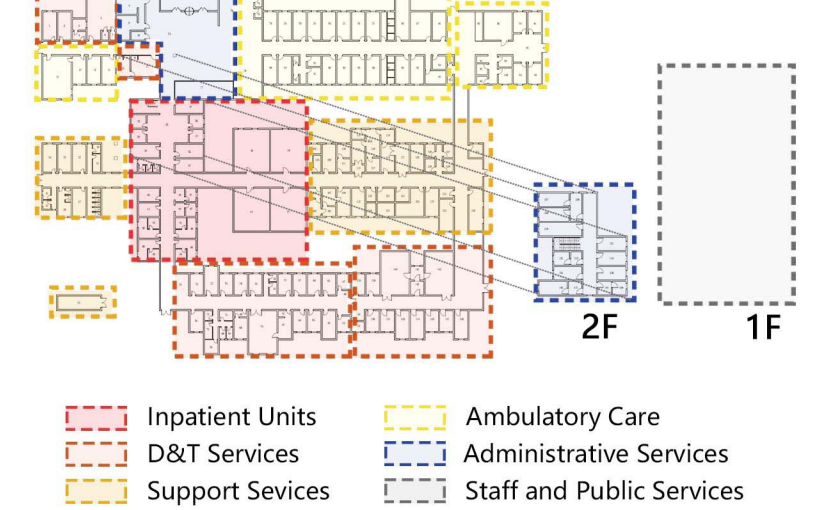 2F
1F
Inpatient Units
Ambulatory Care
D&T Services
Administrative Services
Support Sevices
Staff and Public Services